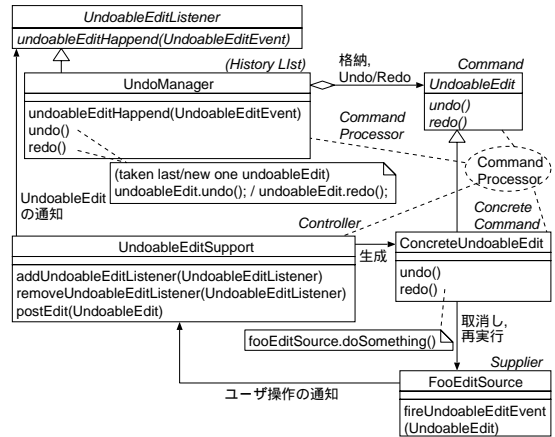 UndoableEditListener
undoableEditHappend(UndoableEditEvent)
(History LIst)
UndoManager
undoableEditHappend(UndoableEditEvent)
undo()
redo()
格納,
Undo/Redo
Command
UndoableEdit
undo()
redo()
Command
Processor
Command
Processor
(taken last/new one undoableEdit)
undoableEdit.undo(); / undoableEdit.redo();
UndoableEdit
の通知
Controller
UndoableEditSupport
addUndoableEditListener(UndoableEditListener)
removeUndoableEditListener(UndoableEditListener)
postEdit(UndoableEdit)
生成
Concrete
Command
ConcreteUndoableEdit
undo()
redo()
fooEditSource.doSomething()
取消し,
再実行
Supplier
ユーザ操作の通知
FooEditSource
fireUndoableEditEvent
(UndoableEdit)